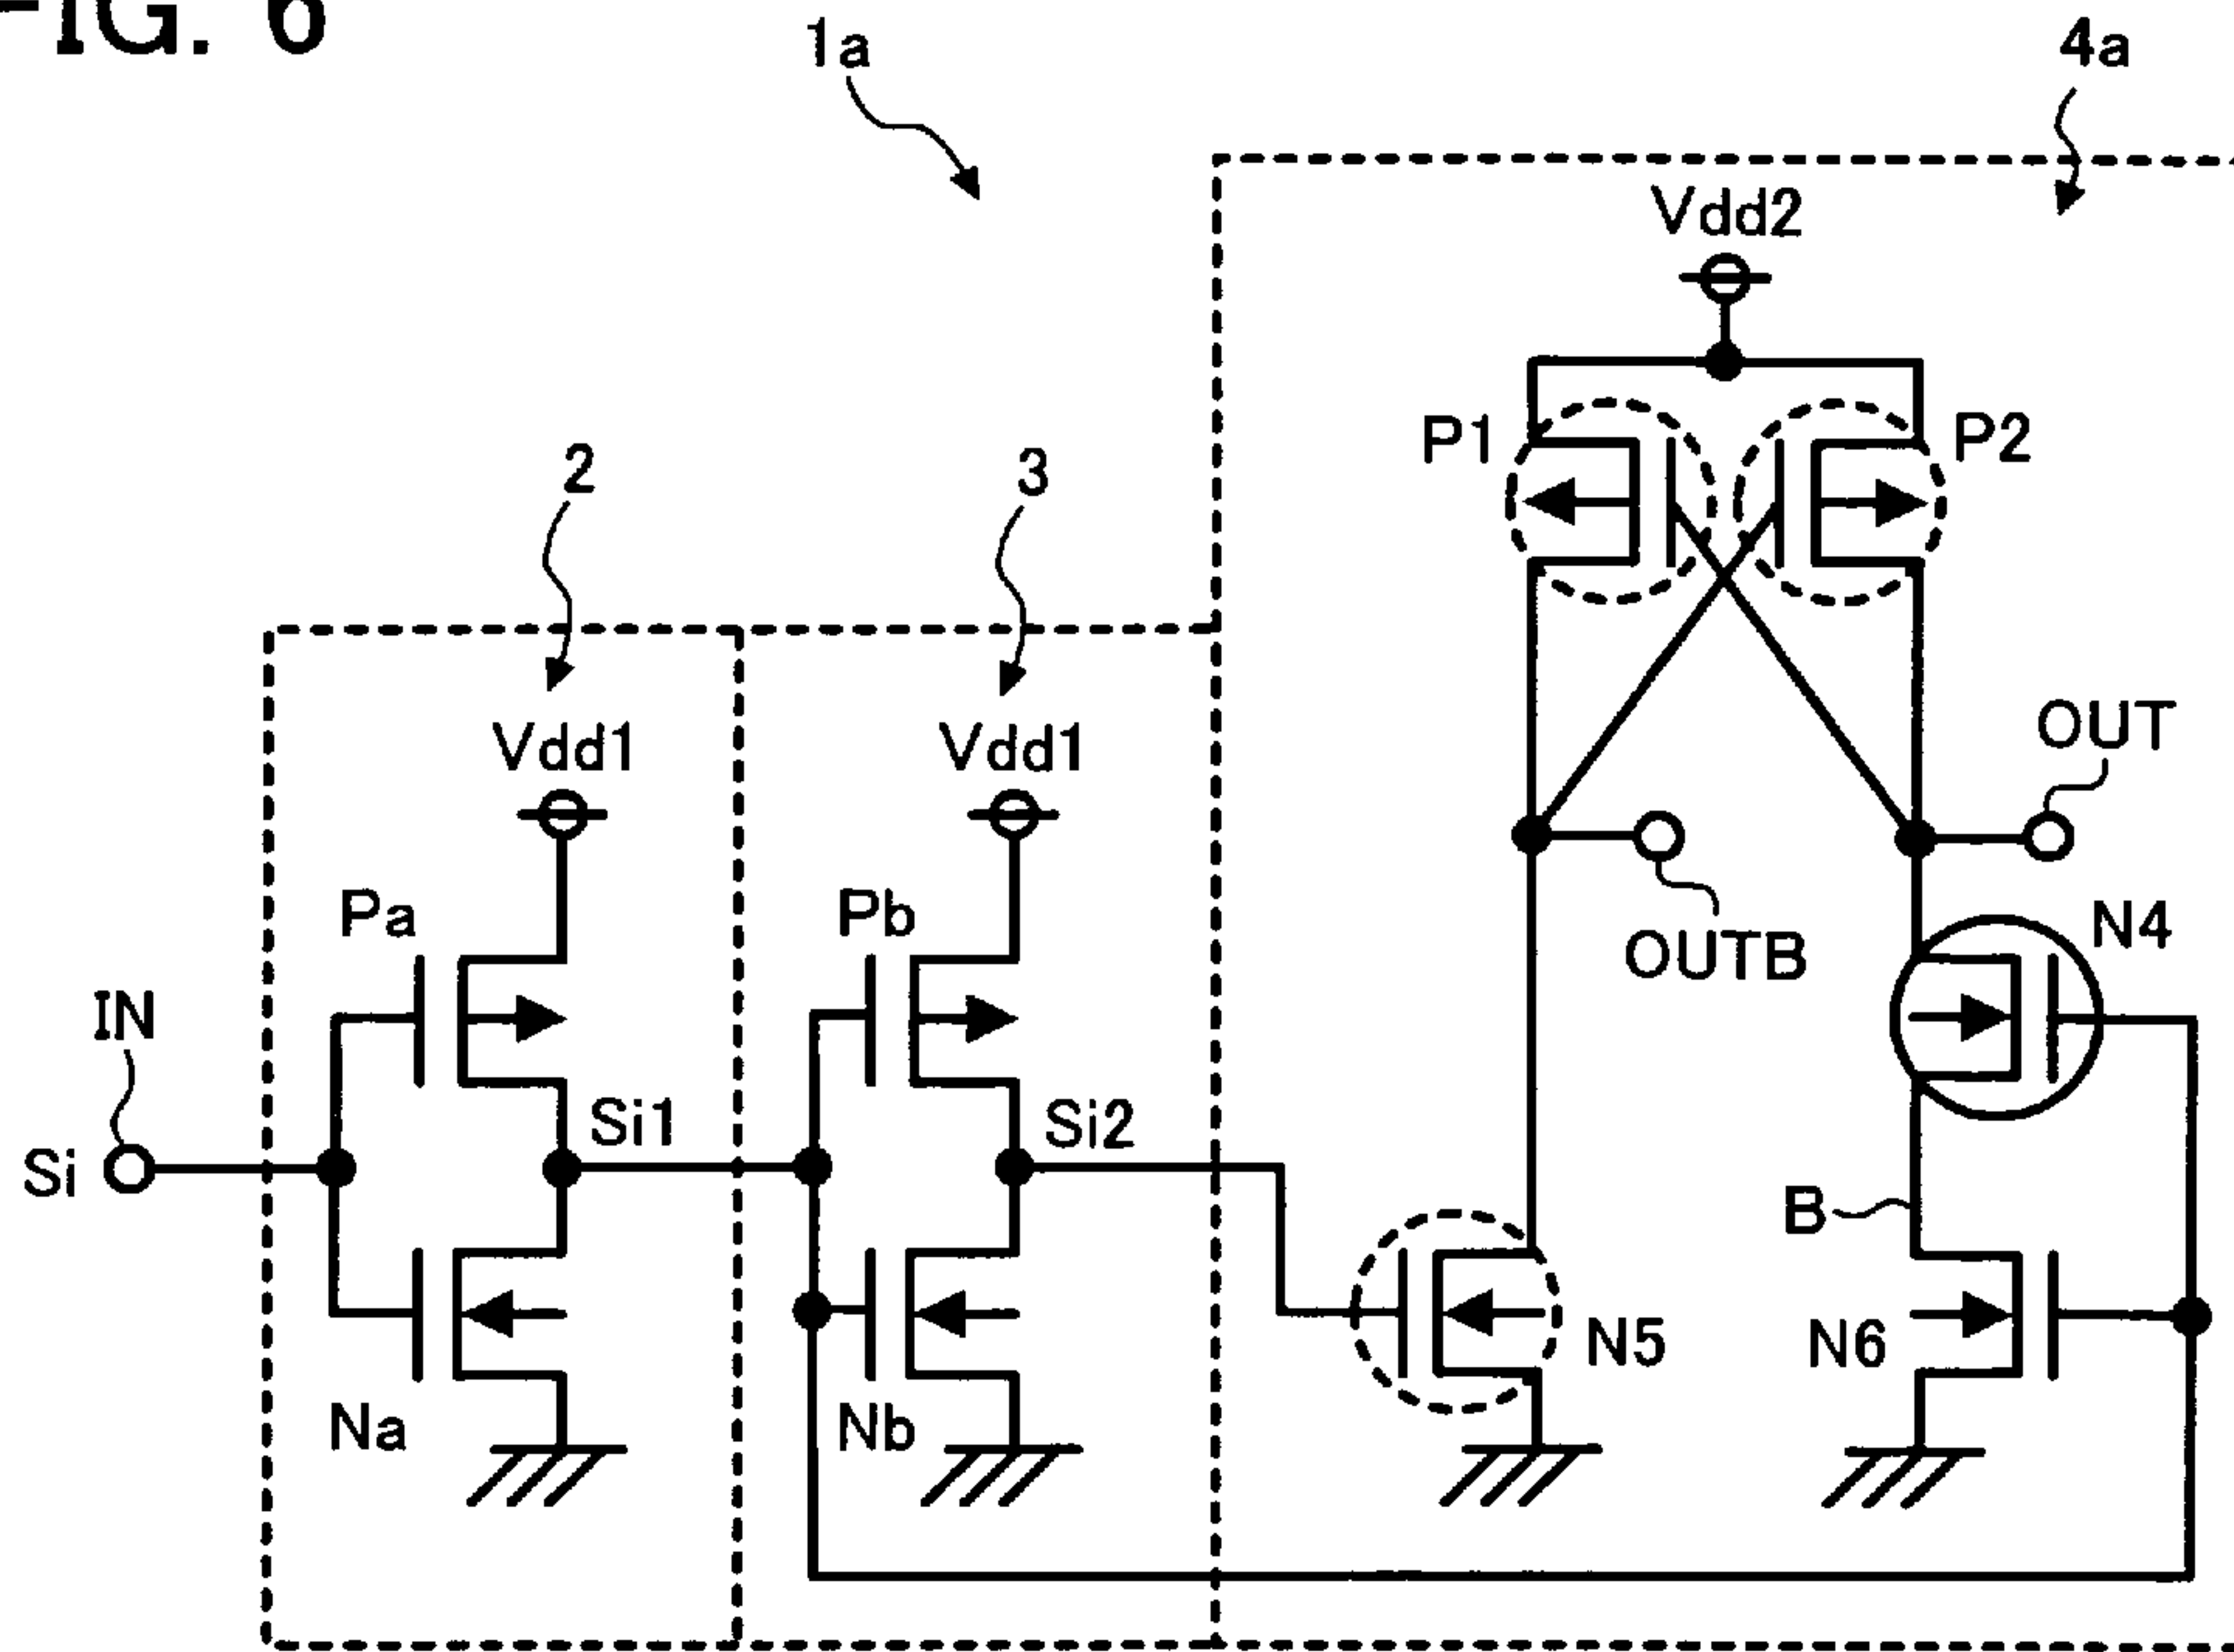 FIG. 6
1a
4a
Vdd2
P1
P2
2
3
Vdd1
Vdd1
OUT
Pa
Pb
OUTB
N4
IN
Si1
Si2
Si
B
N5
N6
Na
Nb